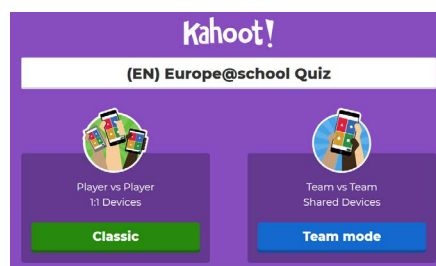 Kahoot!
(EN) Europe@school Quiz
Player vs Player
1:1 Devices
Classic
Team vs Team
Shared Devices
Team mode